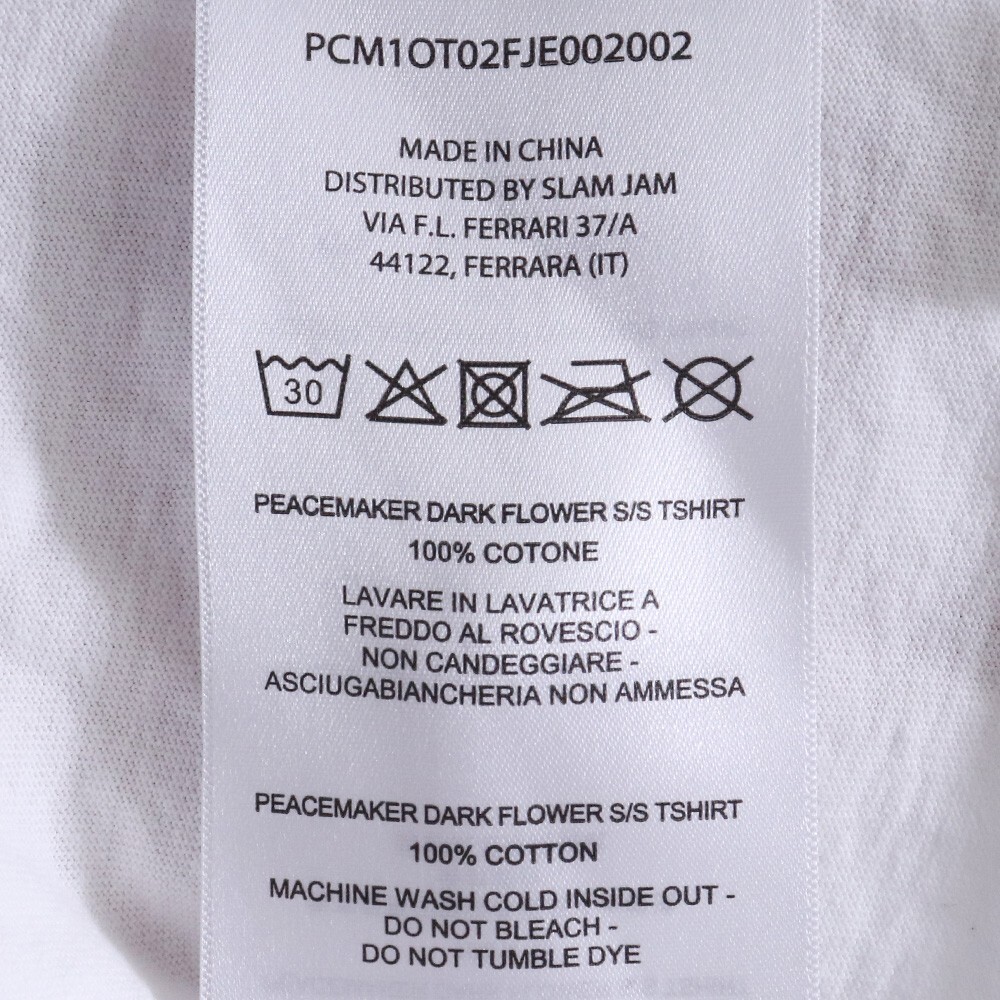 PCM1OT02FJE002002
MADE IN CHINA
DISTRIBUTED BY SLAM JAM
VIA F.L. FERRARI 37/A
44122, FERRARA (IT)
30
PEACEMAKER DARK FLOWER S/S TSHIRT
100% COTONE
LAVARE IN LAVATRICE A
FREDDO AL ROVESCIO -
NON CANDEGGIARE -
ASCIUGABIANCHERIA NON AMMESSA
PEACEMAKER DARK FLOWER S/S TSHIRT
100% COTTON
MACHINE WASH COLD INSIDE OUT -
DO NOT BLEACH -
DO NOT TUMBLE DYE